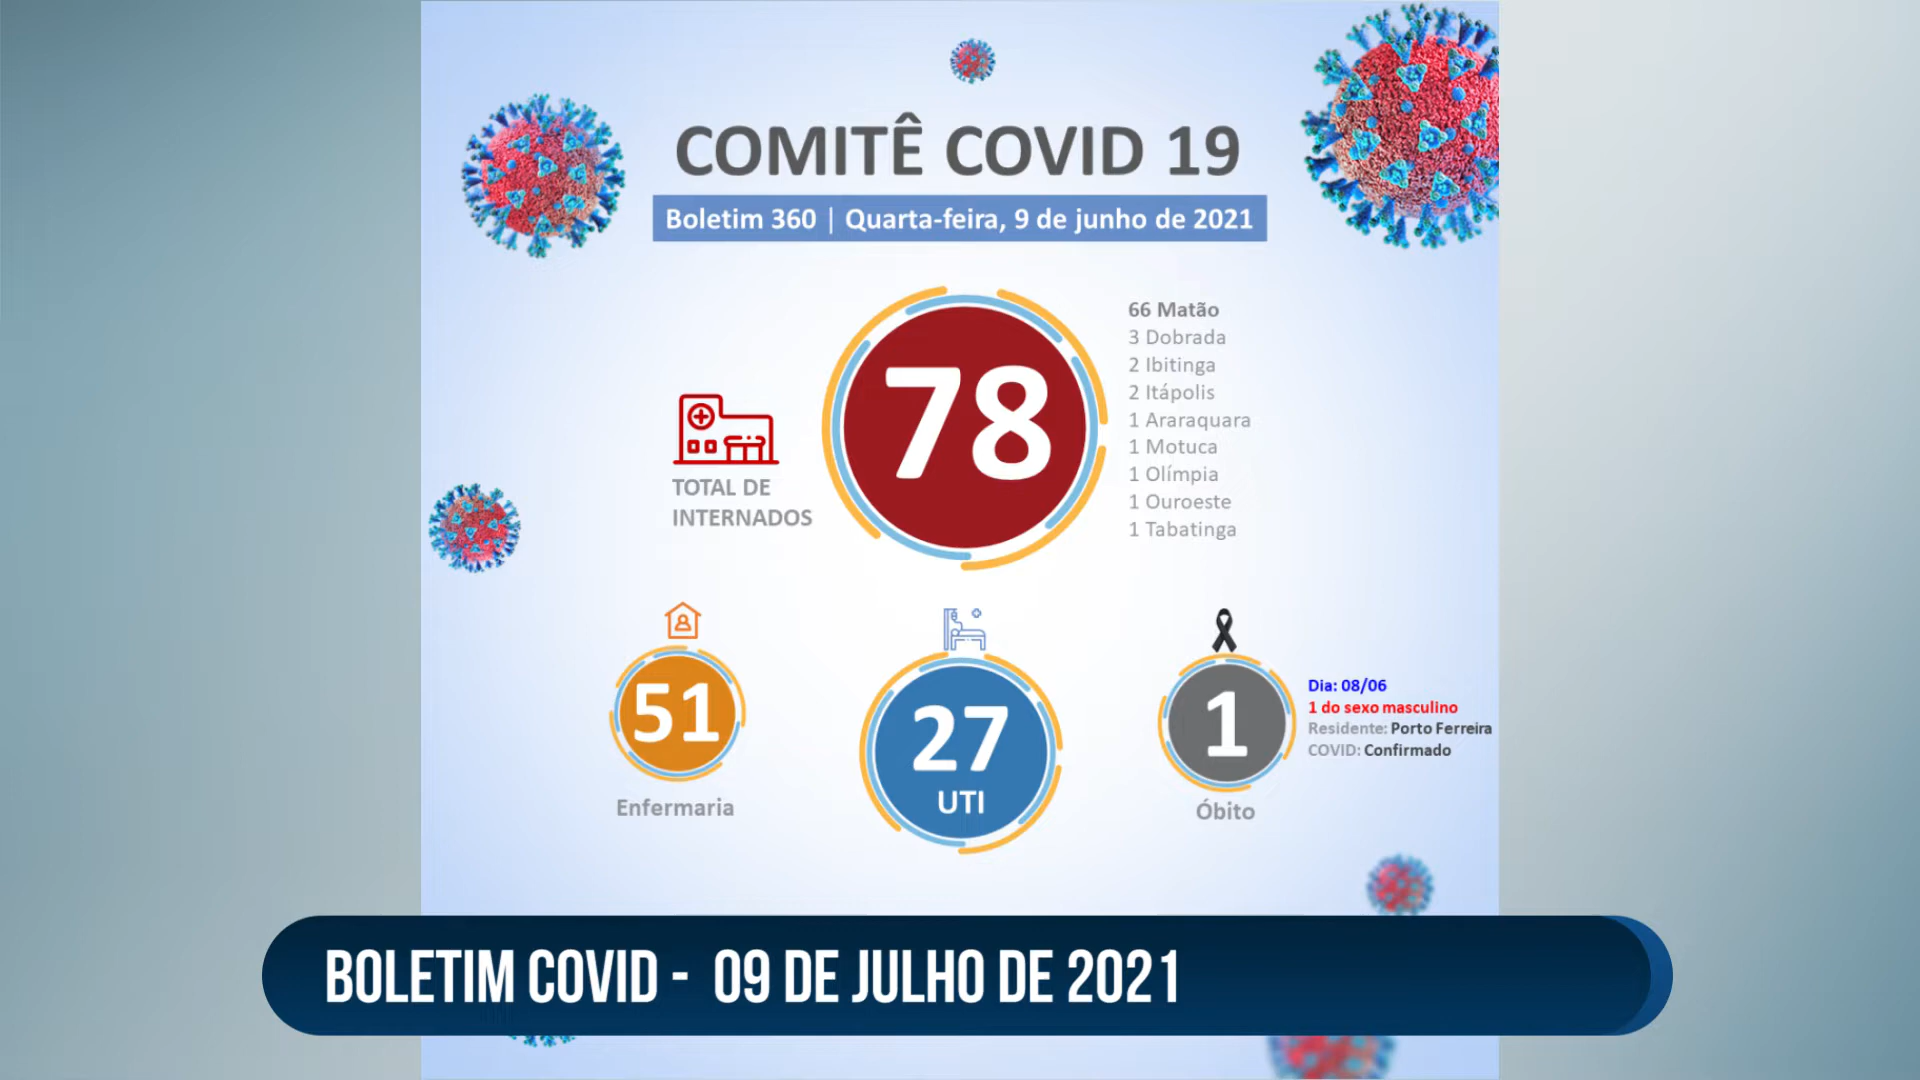 COMITÊ COVID 19
Boletim 360 | Quarta-feira, 9 de junho de 2021
78
TOTAL DE
INTERNADOS
66 Matão
3 Dobrada
2 Ibitinga
2 Itápolis
1 Araraquara
1 Motuca
1 Olímpia
1 Ouroeste
1 Tabatinga
51
Enfermaria
27
UTI
1
Óbito
Dia: 08/06
1 do sexo masculino
Residente: Porto Ferreira
COVID: Confirmado
BOLETIM COVID - 09 DE JULHO DE 2021